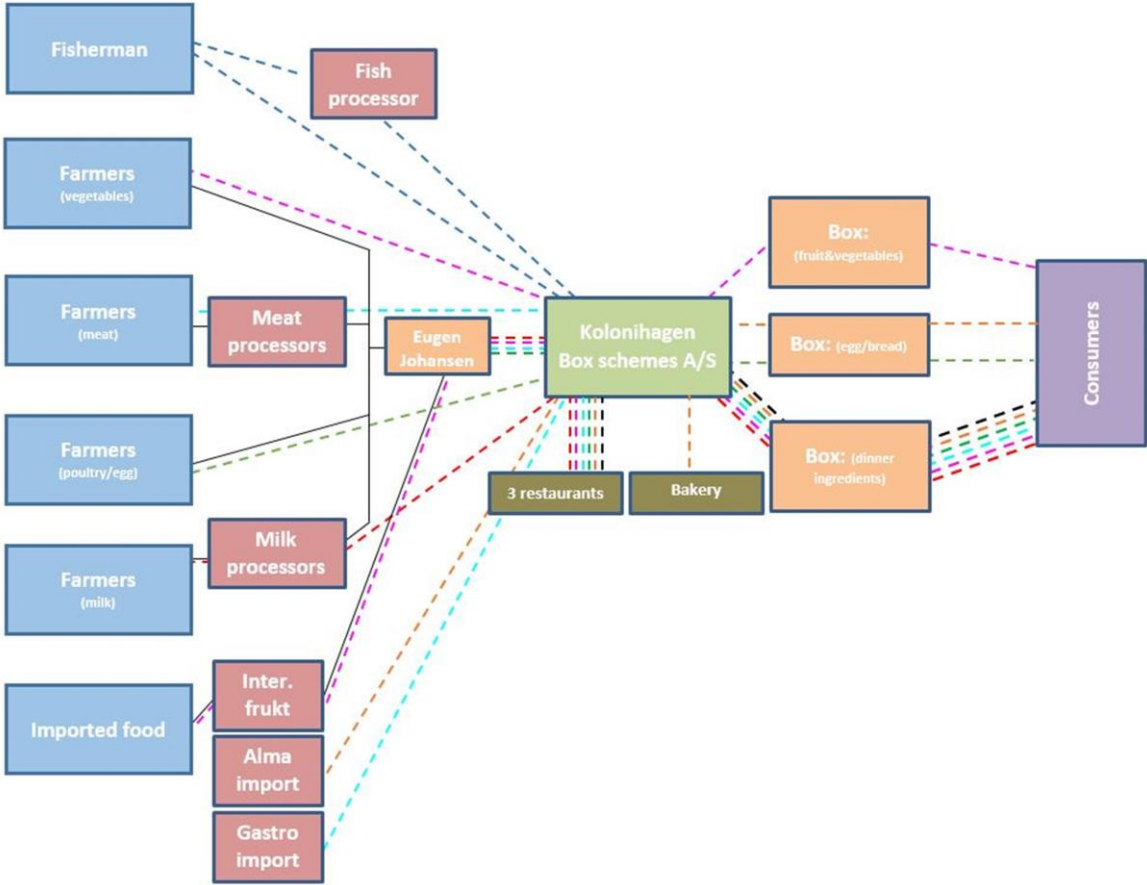 Fisherman
Fish
processor
Farmers
(vegetables)
Box:
(fruit&vegetables)
Farmers
(meat)
Meat
processors
Eugen
Johansen
Kolonihagen
Box schemes A/S
Box: (egg/bread)
Consumers
Farmers
(poultry/egg)
Box: (dinner
ingredients)
3 restaurants
Bakery
Farmers
(milk)
Milk
processors
Imported food
Inter.
frukt
Alma
import
Gastro
import